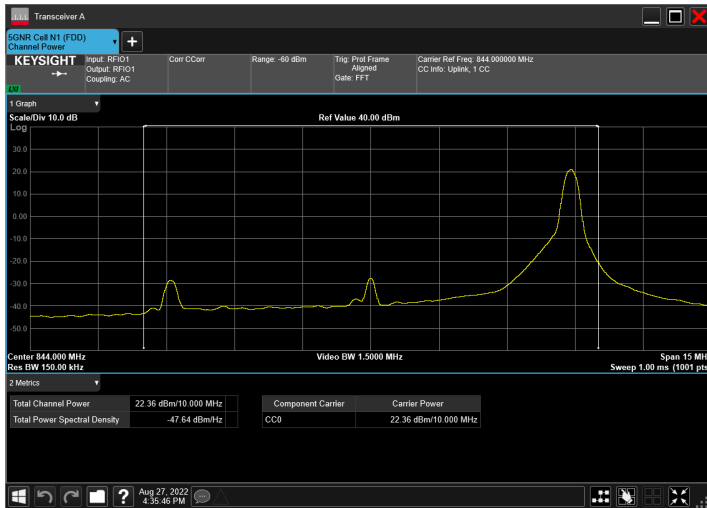 Transceiver A
5GNR Cell N1 (FDD)
Channel Power
KEYSIGHT
LXI
Input: RFIO1
Output: RFIO1
Coupling: AC
Corr CCorr
Range: -60 dBm
Trig: Prot Frame
Aligned
Gate: FFT
Carrier Ref Freq: 844.000000 MHz
CC Info: Uplink, 1 CC
1 Graph
Scale/Div 10.0 dB
Ref Value 40.00 dBm
Log
30.0
20.0
10.0
0.00
-10.0
-20.0
-30.0
-40.0
-50.0
Center 844.000 MHz
Video BW 1.5000 MHz
Span 15 MH
Res BW 150.00 kHz
Sweep 1.00 ms (1001 pts
2 Metrics
Total Channel Power 22.36 dBm/10.000 MHz
Total Power Spectral Density -47.64 dBm/Hz
Component Carrier Carrier Power
CC0 22.36 dBm/10.000 MHz
?
Aug 27, 2022
4:35:46 PM